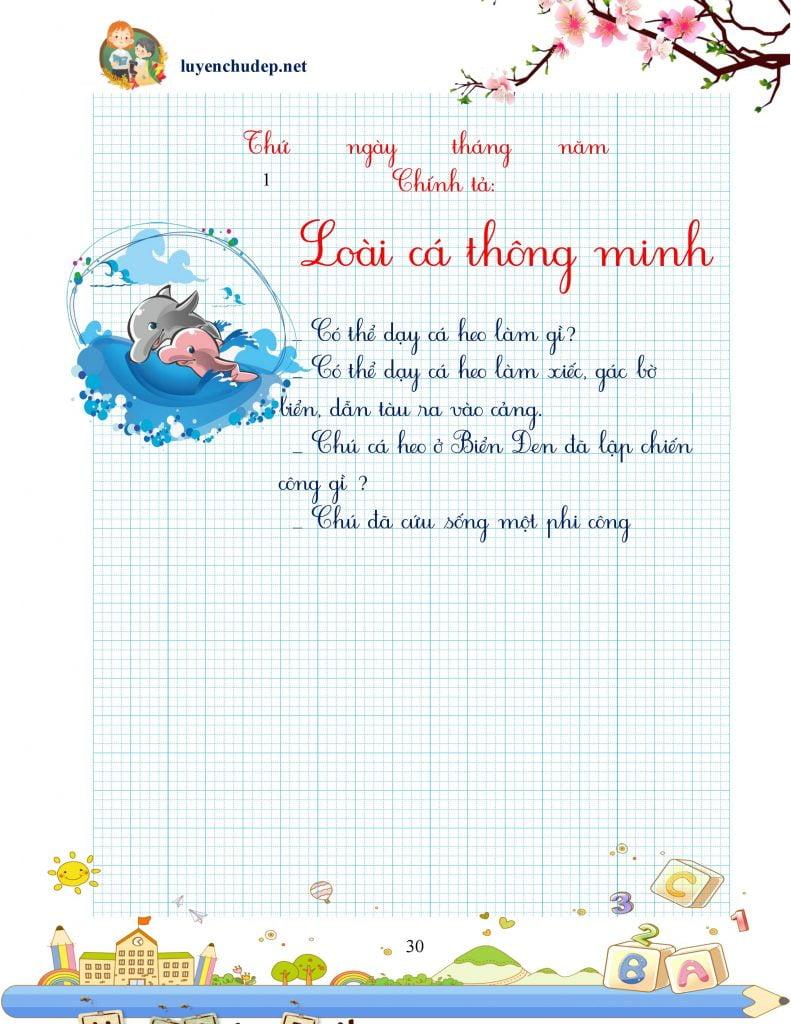 luyenchudep.net
Thứ ngày tháng năm
1 Chính tả:
Loài cá thông minh
_ Có thể dạy cá heo làm gì?
_ Có thể dạy cá heo làm xiếc, gác bờ
biển, dẫn tàu ra vào cảng.
_ Chú cá heo ở Biển Đen đã lập chiến
công gì ?
_ Chú đã cứu sống một phi công
C
3
1
2
30
B A